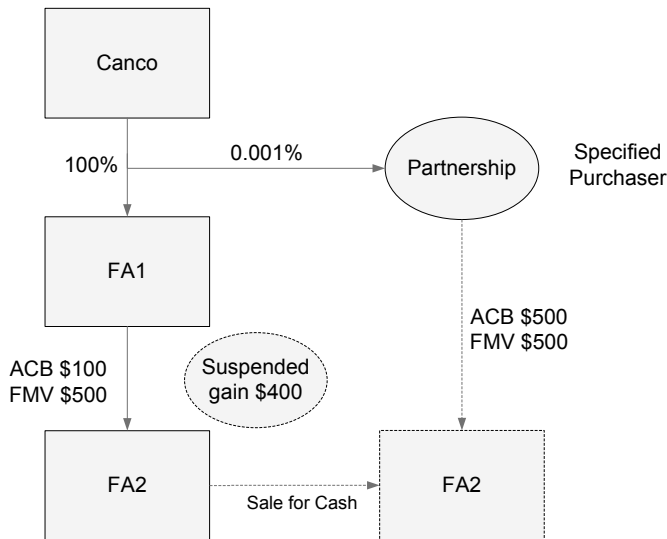 Canco
100%
0.001%
Partnership
Specified
Purchaser
FA1
ACB $100
FMV $500
Suspended
gain $400
ACB $500
FMV $500
FA2
Sale for Cash
FA2